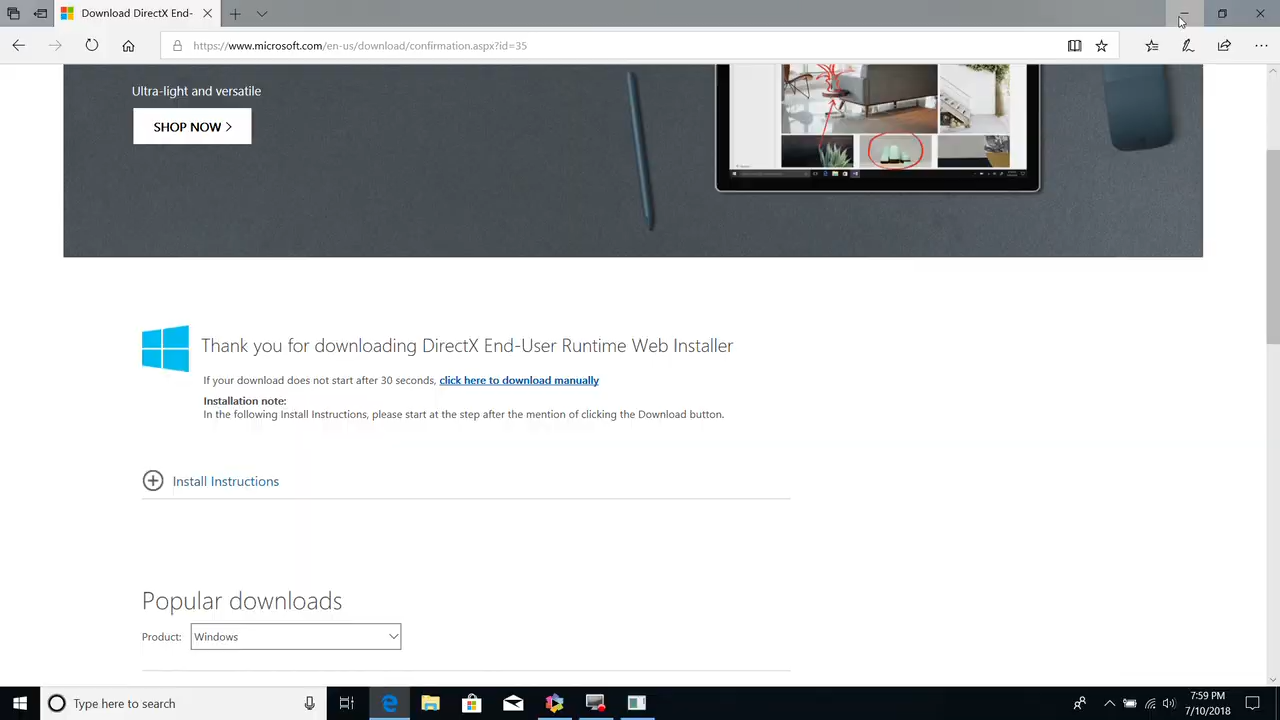 Download DirectX End-
https://www.microsoft.com/en-us/download/confirmation.aspx?id=35
Ultra-light and versatile
SHOP NOW >
Thank you for downloading DirectX End-User Runtime Web Installer
If your download does not start after 30 seconds, click here to download manually
Installation note:
In the following Install Instructions, please start at the step after the mention of clicking the Download button.
Install Instructions
Popular downloads
Product: Windows
Type here to search
7:59 PM
7/10/2018